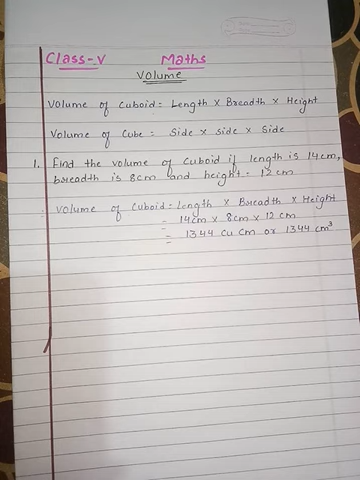 Class-V Maths
Volume
Volume of Cuboid = Length × Breadth × Height
Volume of Cube = Side × side × Side
1. Find the volume of Cuboid if length is 14cm,
breadth is 8cm and height = 12 cm
Volume of Cuboid = Length × Breadth × Height
= 14cm × 8cm × 12 cm
= 1344 cu cm or 1344 cm³